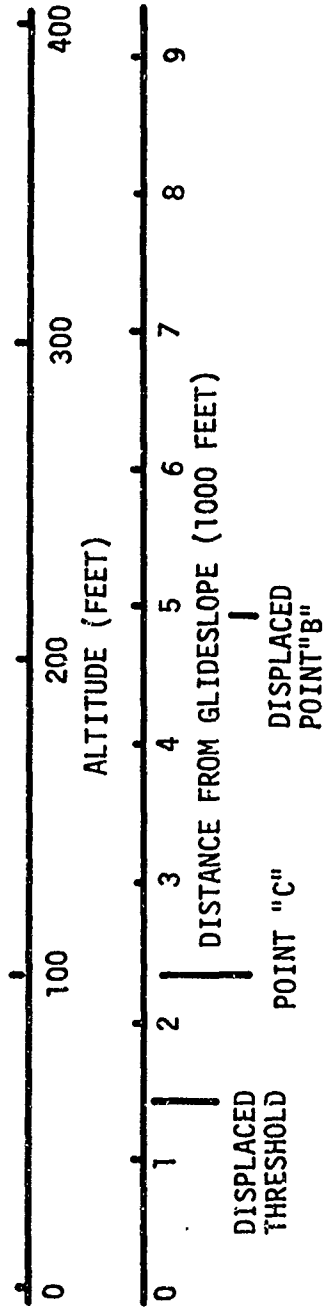 0 100 200 300 400
ALTITUDE (FEET)
0 1 2 3 4 5 6 7 8 9
DISTANCE FROM GLIDESLOPE (1000 FEET)
DISPLACED
THRESHOLD
POINT "C"
DISPLACED
POINT"B"